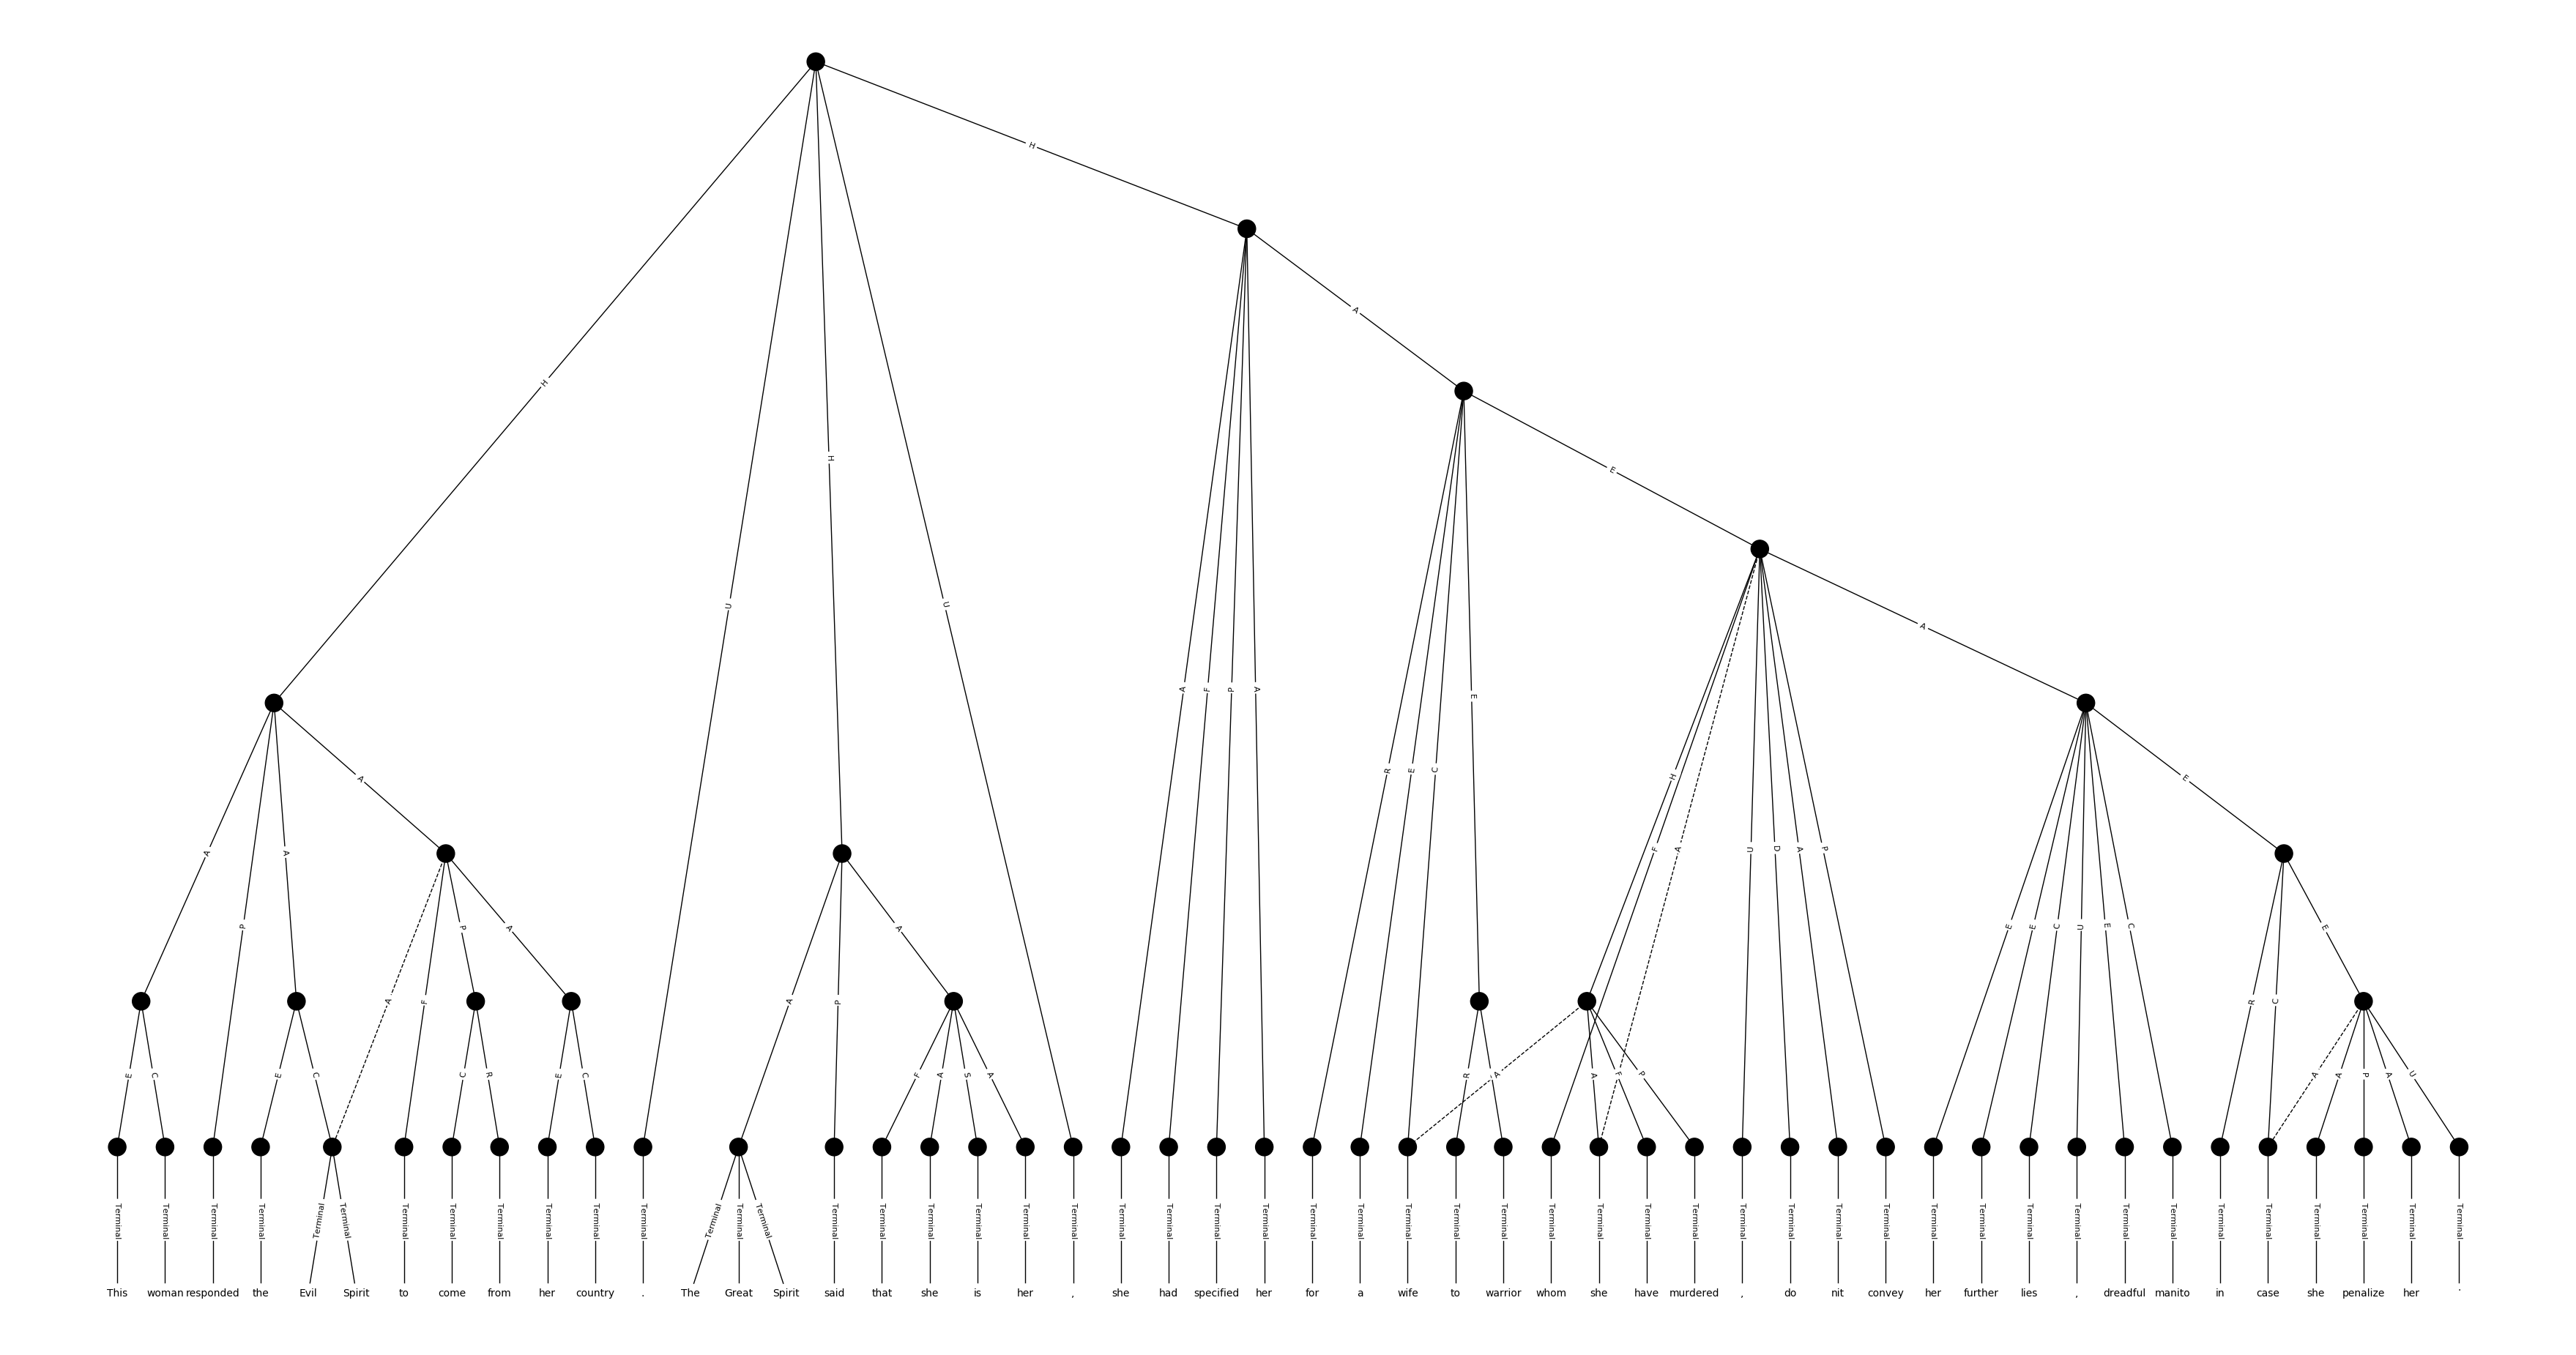 H
A
H
E
H
U
U
A
A
E
A F P A
E
R E C
H
A P A
F A
U D A P
E E C U E C
P
P A
E
A F
A P
F A S A
R C
E C E C C R E C
R A
A F P
A A P A U
Terminal Terminal Terminal Terminal Terminal Terminal Terminal Terminal Terminal Terminal Terminal Terminal Terminal Terminal Terminal Terminal Terminal Terminal Terminal Terminal Terminal Terminal Terminal Terminal Terminal Terminal Terminal Terminal Terminal Terminal Terminal Terminal Terminal Terminal Terminal Terminal Terminal Terminal Terminal Terminal Terminal Terminal Terminal Terminal Terminal Terminal Terminal Terminal Terminal Terminal
This woman responded the Evil Spirit to come from her country . The Great Spirit said that she is her , she had specified her for a wife to warrior whom she have murdered , do nit convey her further lies , dreadful manito in case she penalize her .